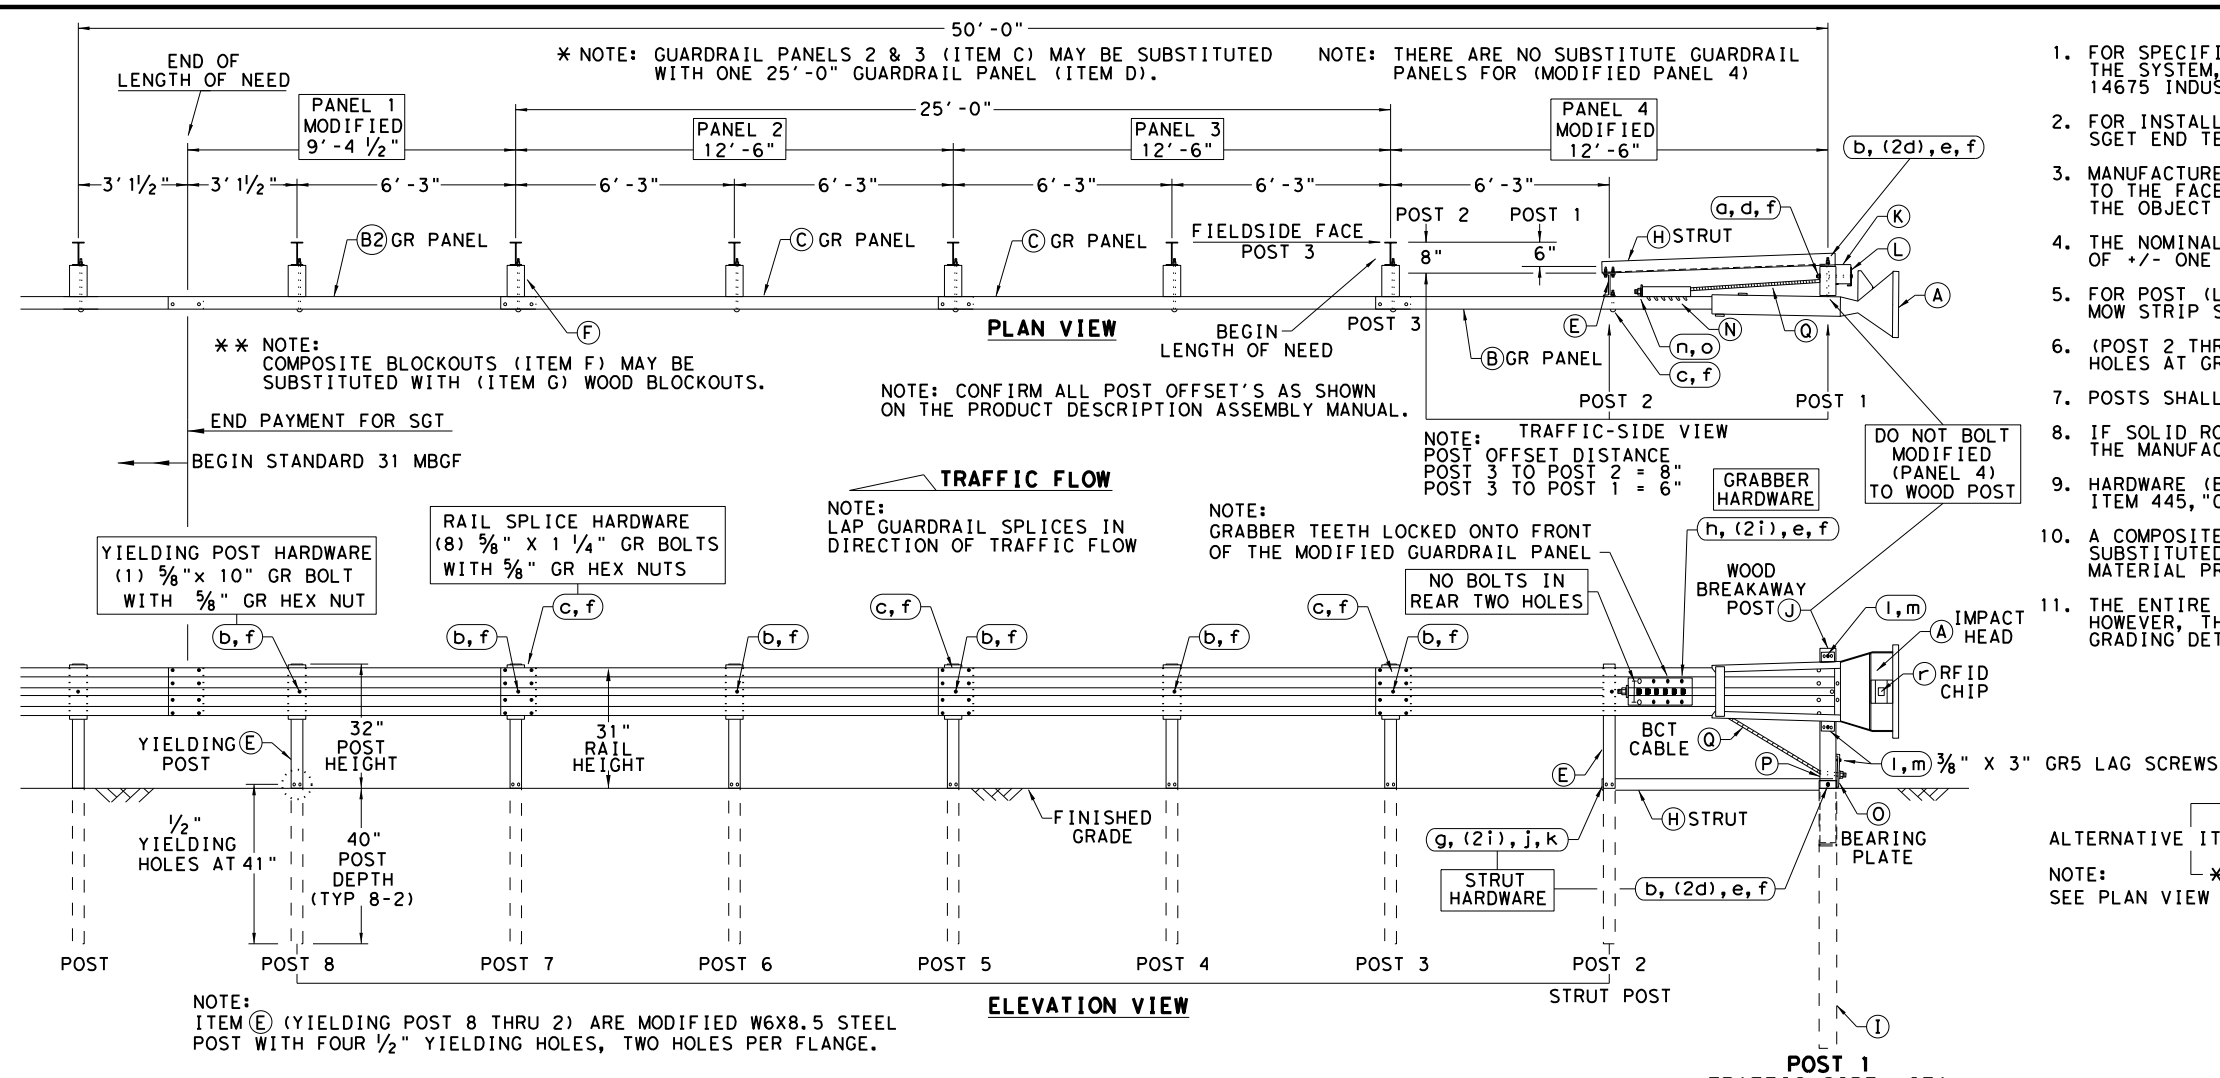 50'-0"
* NOTE: GUARDRAIL PANELS 2 & 3 (ITEM C) MAY BE SUBSTITUTED
WITH ONE 25'-0" GUARDRAIL PANEL (ITEM D).
NOTE: THERE ARE NO SUBSTITUTE GUARDRAIL
PANELS FOR (MODIFIED PANEL 4)
END OF
LENGTH OF NEED
PANEL 1
MODIFIED
9'-4 1/2"
25'-0"
PANEL 2
12'-6"
PANEL 3
12'-6"
PANEL 4
MODIFIED
12'-6"
b, (2d), e, f
3' 1 1/2"
3' 1 1/2"
6'-3"
6'-3"
6'-3"
6'-3"
6'-3"
6'-3"
POST 2
POST 1
a, d, f
K
B2 GR PANEL
C GR PANEL
C GR PANEL
FIELDSIDE FACE
POST 3
8"
6"
H STRUT
L
A
F
PLAN VIEW
BEGIN
LENGTH OF NEED
POST 3
E
N
Q
n, o
B GR PANEL
c, f
** NOTE:
COMPOSITE BLOCKOUTS (ITEM F) MAY BE
SUBSTITUTED WITH (ITEM G) WOOD BLOCKOUTS.
NOTE: CONFIRM ALL POST OFFSET'S AS SHOWN
ON THE PRODUCT DESCRIPTION ASSEMBLY MANUAL.
POST 2
POST 1
END PAYMENT FOR SGT
BEGIN STANDARD 31 MBGF
TRAFFIC-SIDE VIEW
NOTE:
POST OFFSET DISTANCE
POST 3 TO POST 2 = 8"
POST 3 TO POST 1 = 6"
DO NOT BOLT
MODIFIED
(PANEL 4)
TO WOOD POST
TRAFFIC FLOW
NOTE:
LAP GUARDRAIL SPLICES IN
DIRECTION OF TRAFFIC FLOW
NOTE:
GRABBER TEETH LOCKED ONTO FRONT
OF THE MODIFIED GUARDRAIL PANEL
GRABBER
HARDWARE
h, (2i), e, f
YIELDING POST HARDWARE
(1) 5/8"x 10" GR BOLT
WITH 5/8" GR HEX NUT
RAIL SPLICE HARDWARE
(8) 5/8" X 1 1/4" GR BOLTS
WITH 5/8" GR HEX NUTS
NO BOLTS IN
REAR TWO HOLES
WOOD
BREAKAWAY
POST J
l, m
A IMPACT
HEAD
r RFID
CHIP
b, f
c, f
b, f
b, f
c, f
b, f
b, f
c, f
b, f
YIELDING E
POST
32"
POST
HEIGHT
31"
RAIL
HEIGHT
BCT
CABLE
Q
P
E
l, m 3/8" X 3" GR5 LAG SCREWS
1/2"
YIELDING
HOLES AT 41"
40"
POST
DEPTH
(TYP 8-2)
FINISHED
GRADE
H STRUT
O
BEARING
PLATE
g, (2i), j, k
STRUT
HARDWARE
b, (2d), e, f
POST
POST 8
POST 7
POST 6
POST 5
POST 4
POST 3
POST 2
STRUT POST
ELEVATION VIEW
NOTE:
ITEM E (YIELDING POST 8 THRU 2) ARE MODIFIED W6X8.5 STEEL
POST WITH FOUR 1/2" YIELDING HOLES, TWO HOLES PER FLANGE.
I
POST 1
1. FOR SPECIFI
THE SYSTEM,
14675 INDUS
2. FOR INSTALL
SGET END TE
3. MANUFACTURE
TO THE FACE
THE OBJECT
4. THE NOMINAL
OF +/- ONE
5. FOR POST (L
MOW STRIP S
6. (POST 2 THR
HOLES AT GR
7. POSTS SHALL
8. IF SOLID RO
THE MANUFAC
9. HARDWARE (B
ITEM 445, "G
10. A COMPOSITE
SUBSTITUTED
MATERIAL PR
11. THE ENTIRE
HOWEVER, TH
GRADING DET
ALTERNATIVE IT
NOTE: *
SEE PLAN VIEW